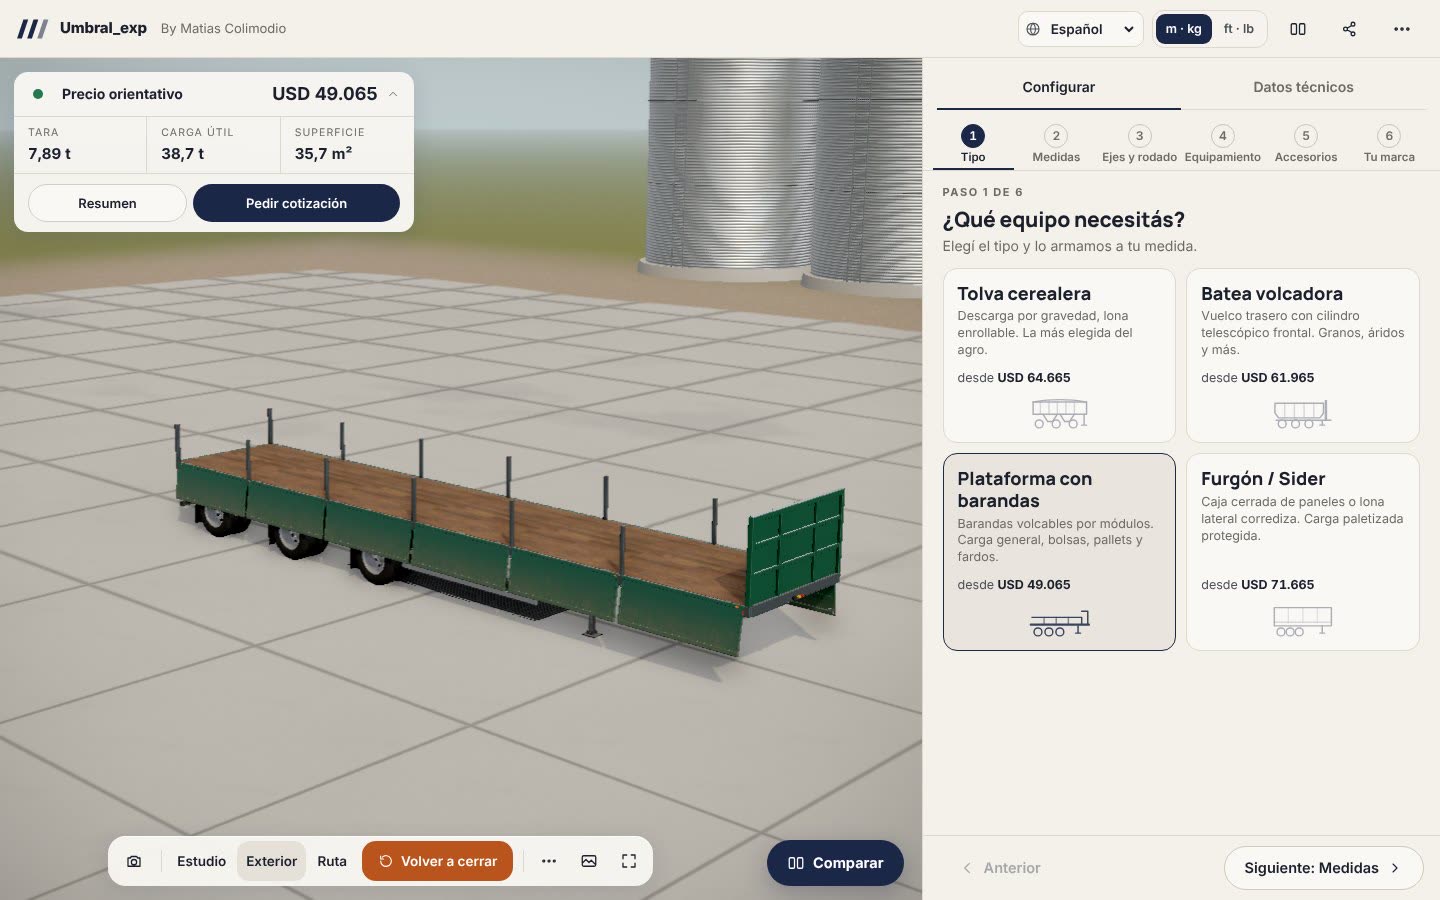 Umbral_exp By Matias Colimodio
Español
m · kg ft · lb
Precio orientativo USD 49.065
TARA CARGA ÚTIL SUPERFICIE
7,89 t 38,7 t 35,7 m²
Resumen Pedir cotización
Estudio Exterior Ruta Volver a cerrar
Comparar
Configurar Datos técnicos
1 2 3 4 5 6
Tipo Medidas Ejes y rodado Equipamiento Accesorios Tu marca
PASO 1 DE 6
¿Qué equipo necesitás?
Elegí el tipo y lo armamos a tu medida.
Tolva cerealera
Descarga por gravedad, lona
enrollable. La más elegida del
agro.
desde USD 64.665
Batea volcadora
Vuelco trasero con cilindro
telescópico frontal. Granos, áridos
y más.
desde USD 61.965
Plataforma con
barandas
Barandas volcables por módulos.
Carga general, bolsas, pallets y
fardos.
desde USD 49.065
Furgón / Sider
Caja cerrada de paneles o lona
lateral corrediza. Carga paletizada
protegida.
desde USD 71.665
Anterior Siguiente: Medidas